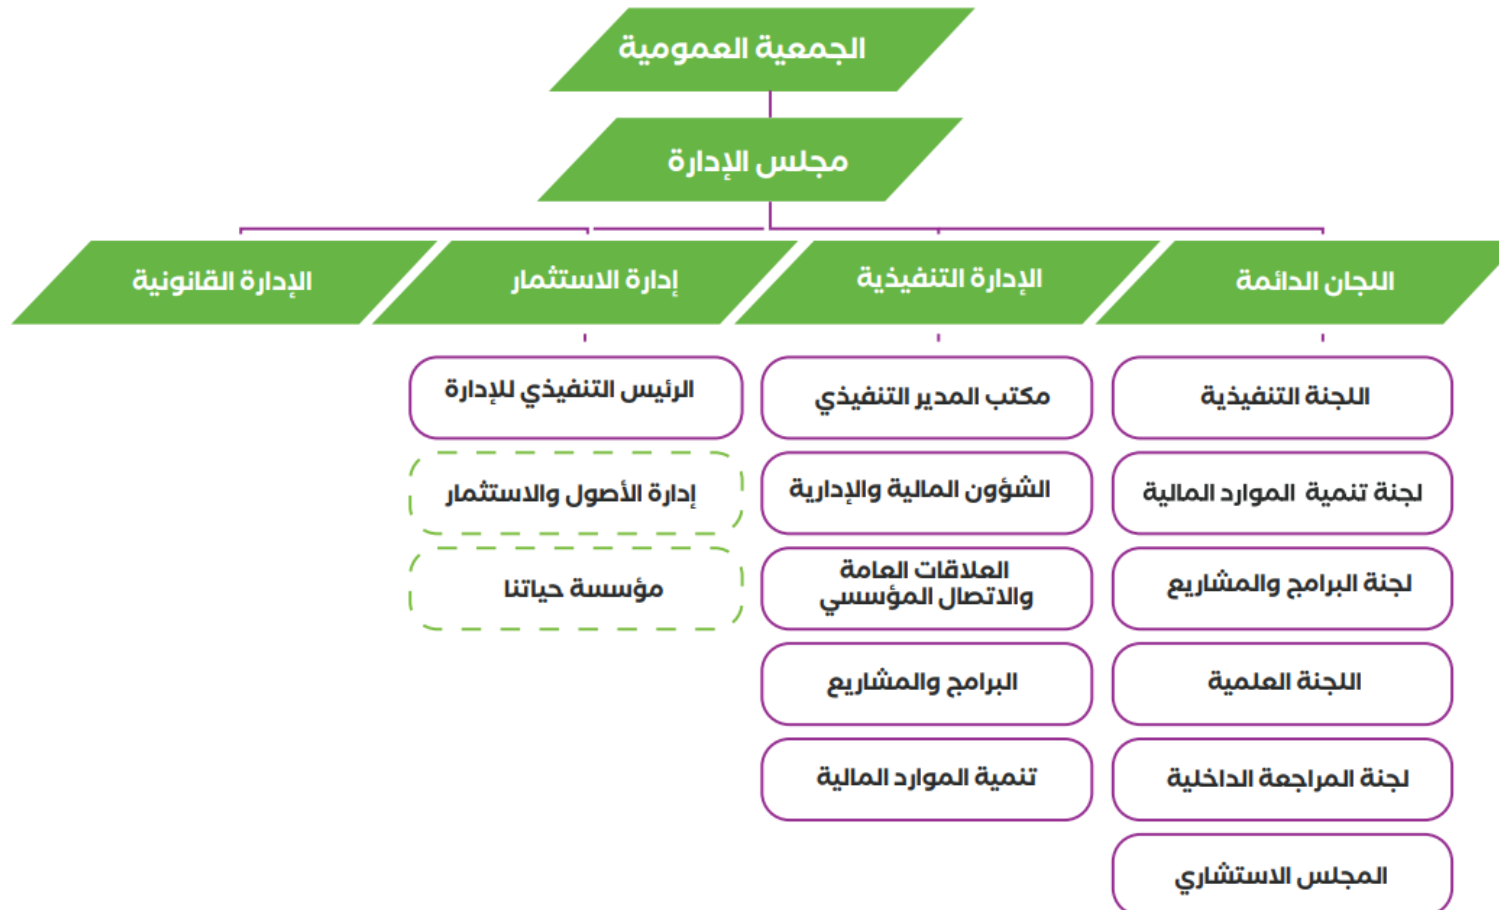 الجمعية العمومية
مجلس الإدارة
اللجان الدائمة
الإدارة التنفيذية
إدارة الاستثمار
الإدارة القانونية
اللجنة التنفيذية
لجنة تنمية الموارد المالية
لجنة البرامج والمشاريع
اللجنة العلمية
لجنة المراجعة الداخلية
المجلس الاستشاري
مكتب المدير التنفيذي
الشؤون المالية والإدارية
العلاقات العامة
والاتصال المؤسسي
البرامج والمشاريع
تنمية الموارد المالية
الرئيس التنفيذي للإدارة
إدارة الأصول والاستثمار
مؤسسة حياتنا